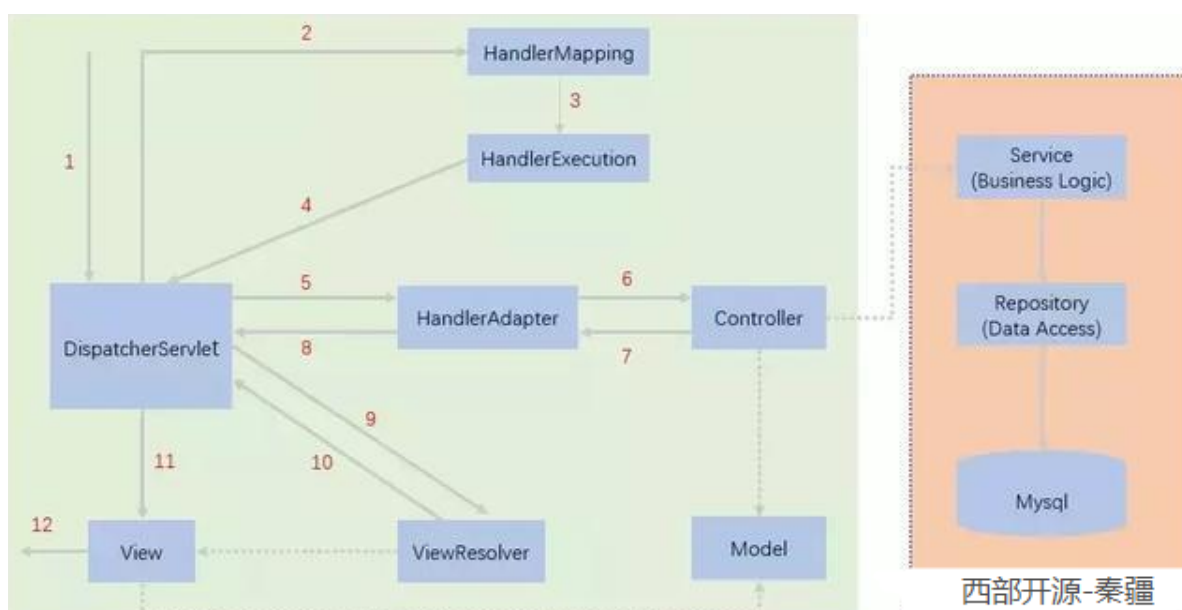 2
HandlerMapping
3
1
HandlerExecution
4
Service
(Business Logic)
5
6
DispatcherServlet
HandlerAdapter
Controller
Repository
(Data Access)
8
7
9
10
11
12
View
ViewResolver
Model
Mysql
西部开源-秦疆